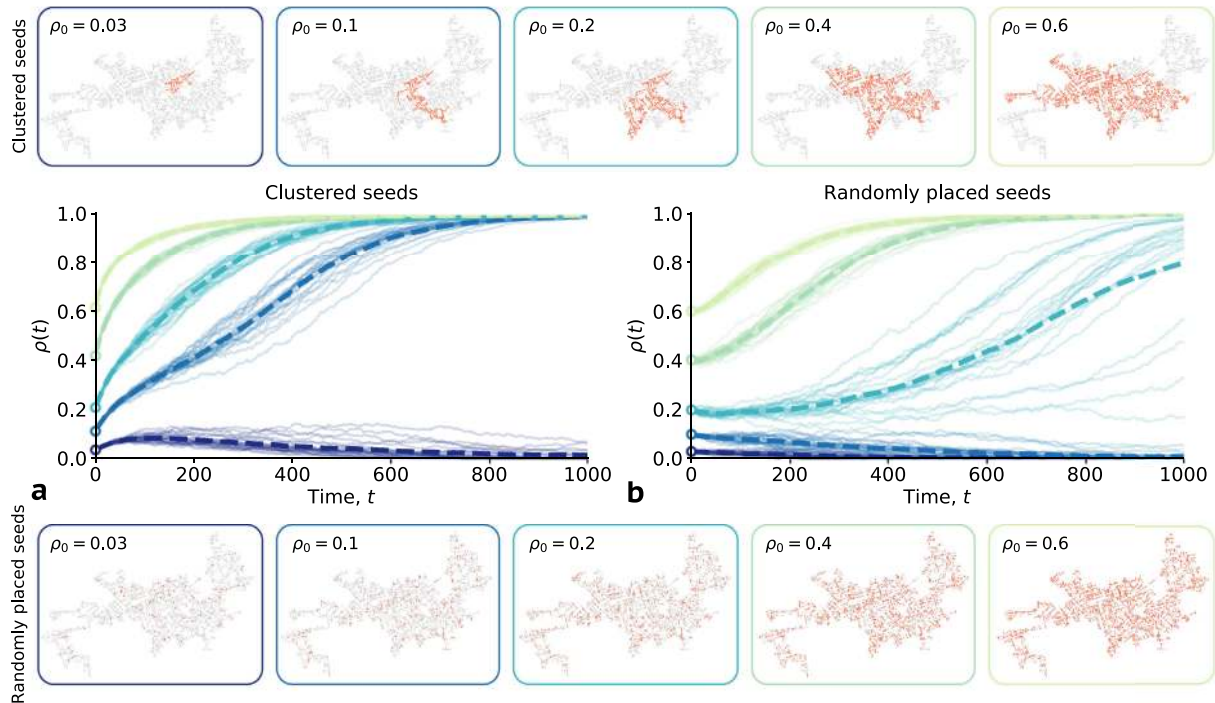 Clustered seeds
ρ₀ = 0.03
ρ₀ = 0.1
ρ₀ = 0.2
ρ₀ = 0.4
ρ₀ = 0.6
Clustered seeds
ρ(t)
1.0
0.8
0.6
0.4
0.2
0.0
0 200 400 600 800 1000
Time, t
a
Randomly placed seeds
ρ(t)
1.0
0.8
0.6
0.4
0.2
0.0
0 200 400 600 800 1000
Time, t
b
Randomly placed seeds
ρ₀ = 0.03
ρ₀ = 0.1
ρ₀ = 0.2
ρ₀ = 0.4
ρ₀ = 0.6